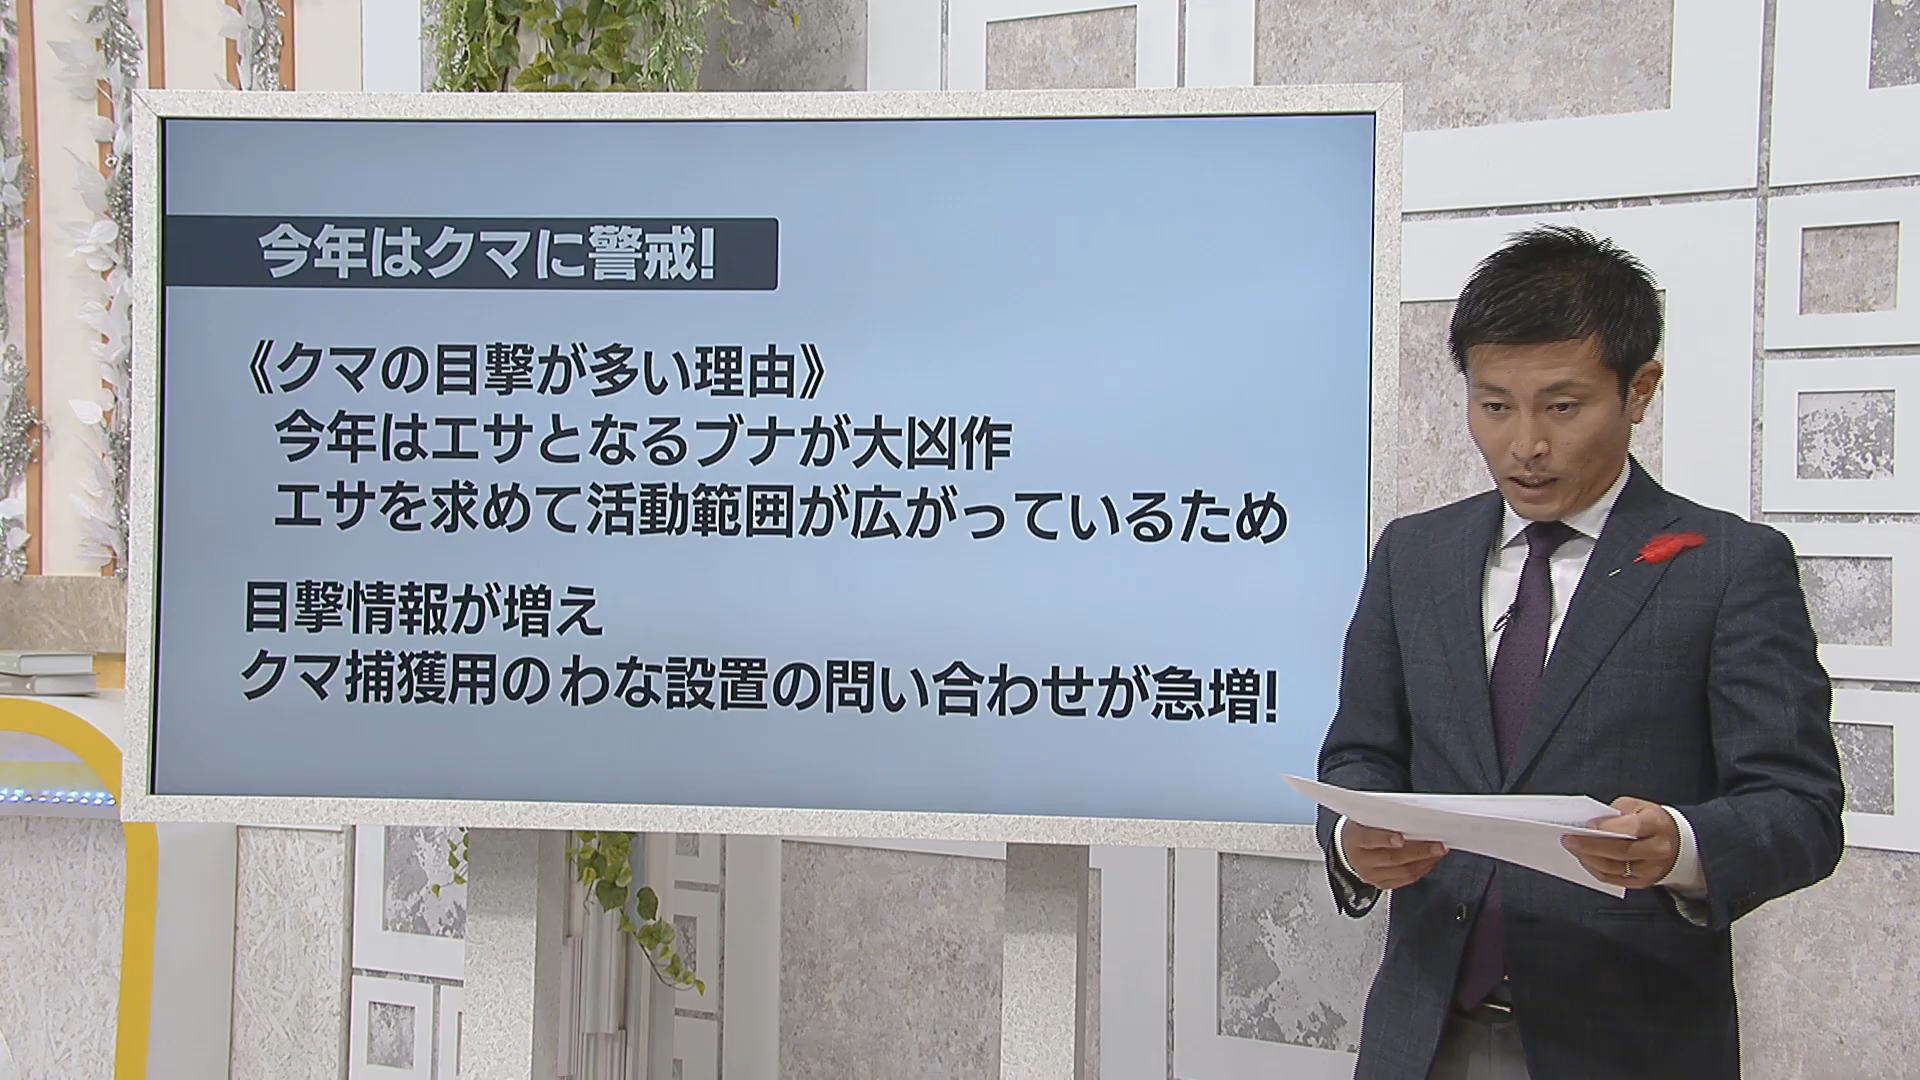 今年はクマに警戒!
《クマの目撃が多い理由》
今年はエサとなるブナが大凶作
エサを求めて活動範囲が広がっているため
目撃情報が増え
クマ捕獲用のわな設置の問い合わせが急増!